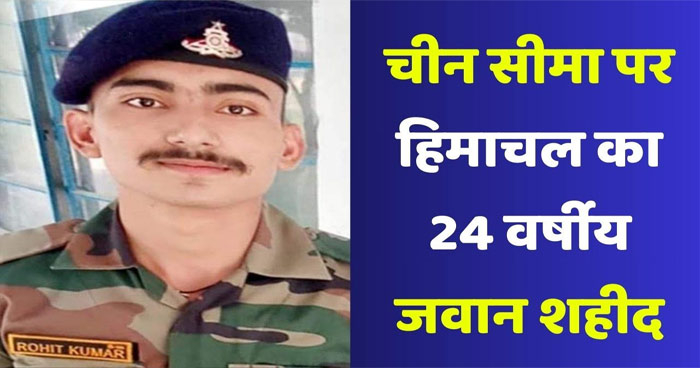 चीन सीमा पर
हिमाचल का
24 वर्षीय
जवान शहीद
ROHIT KUMAR